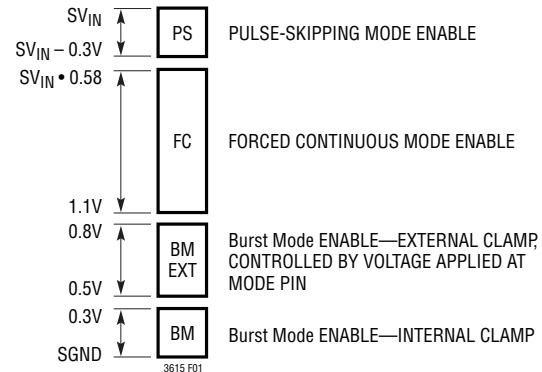 SVIN
SVIN – 0.3V
PS
PULSE-SKIPPING MODE ENABLE
SVIN • 0.58
1.1V
FC
FORCED CONTINUOUS MODE ENABLE
0.8V
0.5V
BM
EXT
Burst Mode ENABLE—EXTERNAL CLAMP,
CONTROLLED BY VOLTAGE APPLIED AT
MODE PIN
0.3V
SGND
BM
Burst Mode ENABLE—INTERNAL CLAMP
3615 F01